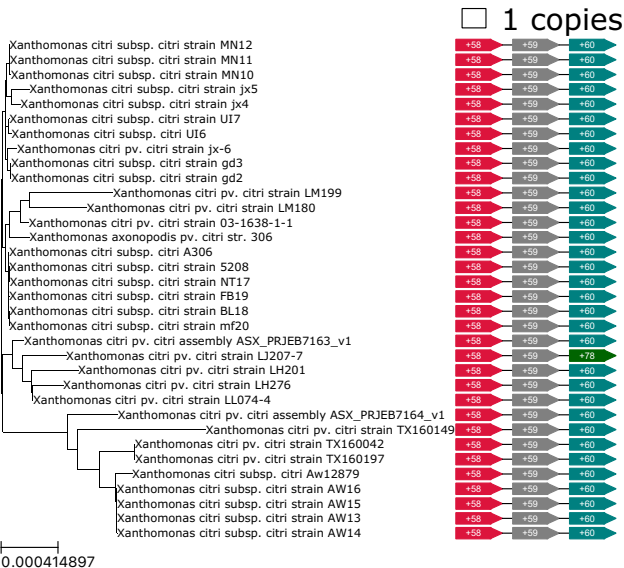 1 copies
Xanthomonas citri subsp. citri strain MN12 +58 +59 +60
Xanthomonas citri subsp. citri strain MN11 +58 +59 +60
Xanthomonas citri subsp. citri strain MN10 +58 +59 +60
Xanthomonas citri subsp. citri strain jx5 +58 +59 +60
Xanthomonas citri subsp. citri strain jx4 +58 +59 +60
Xanthomonas citri subsp. citri strain UI7 +58 +59 +60
Xanthomonas citri subsp. citri UI6 +58 +59 +60
Xanthomonas citri pv. citri strain jx-6 +58 +59 +60
Xanthomonas citri subsp. citri strain gd3 +58 +59 +60
Xanthomonas citri subsp. citri strain gd2 +58 +59 +60
Xanthomonas citri pv. citri strain LM199 +58 +59 +60
Xanthomonas citri pv. citri strain LM180 +58 +59 +60
Xanthomonas citri pv. citri strain 03-1638-1-1 +58 +59 +60
Xanthomonas axonopodis pv. citri str. 306 +58 +59 +60
Xanthomonas citri subsp. citri A306 +58 +59 +60
Xanthomonas citri subsp. citri strain 5208 +58 +59 +60
Xanthomonas citri subsp. citri strain NT17 +58 +59 +60
Xanthomonas citri subsp. citri strain FB19 +58 +59 +60
Xanthomonas citri subsp. citri strain BL18 +58 +59 +60
Xanthomonas citri subsp. citri strain mf20 +58 +59 +60
Xanthomonas citri pv. citri assembly ASX_PRJEB7163_v1 +58 +59 +60
Xanthomonas citri pv. citri strain LJ207-7 +58 +59 +78
Xanthomonas citri pv. citri strain LH201 +58 +59 +60
Xanthomonas citri pv. citri strain LH276 +58 +59 +60
Xanthomonas citri pv. citri strain LL074-4 +58 +59 +60
Xanthomonas citri pv. citri assembly ASX_PRJEB7164_v1 +58 +59 +60
Xanthomonas citri pv. citri strain TX160149 +58 +59 +60
Xanthomonas citri pv. citri strain TX160042 +58 +59 +60
Xanthomonas citri pv. citri strain TX160197 +58 +59 +60
Xanthomonas citri subsp. citri Aw12879 +58 +59 +60
Xanthomonas citri subsp. citri strain AW16 +58 +59 +60
Xanthomonas citri subsp. citri strain AW15 +58 +59 +60
Xanthomonas citri subsp. citri strain AW13 +58 +59 +60
Xanthomonas citri subsp. citri strain AW14 +58 +59 +60
0.000414897